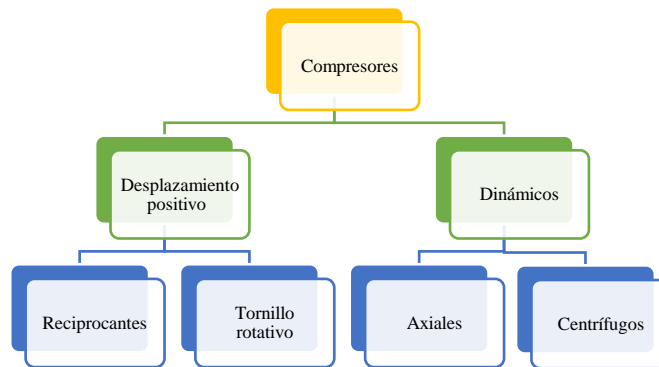 Compresores
Desplazamiento
positivo
Dinámicos
Reciprocantes
Tornillo
rotativo
Axiales
Centrífugos